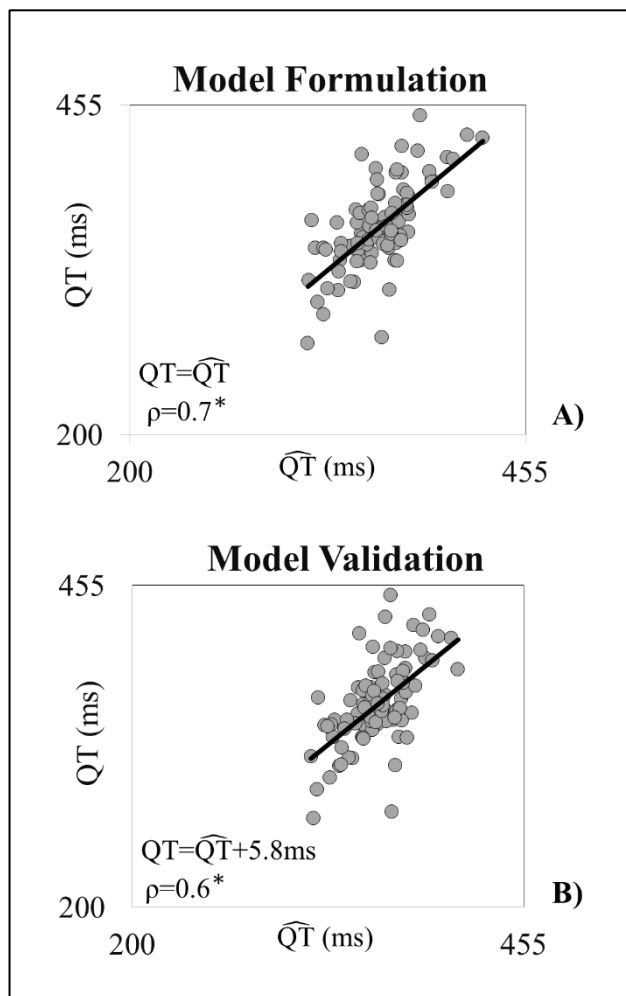 Model Formulation
455
QT (ms)
QT=Q͡T
ρ=0.7*
A)
200
200
Q͡T (ms)
455
Model Validation
455
QT (ms)
QT=Q͡T+5.8ms
ρ=0.6*
B)
200
200
Q͡T (ms)
455